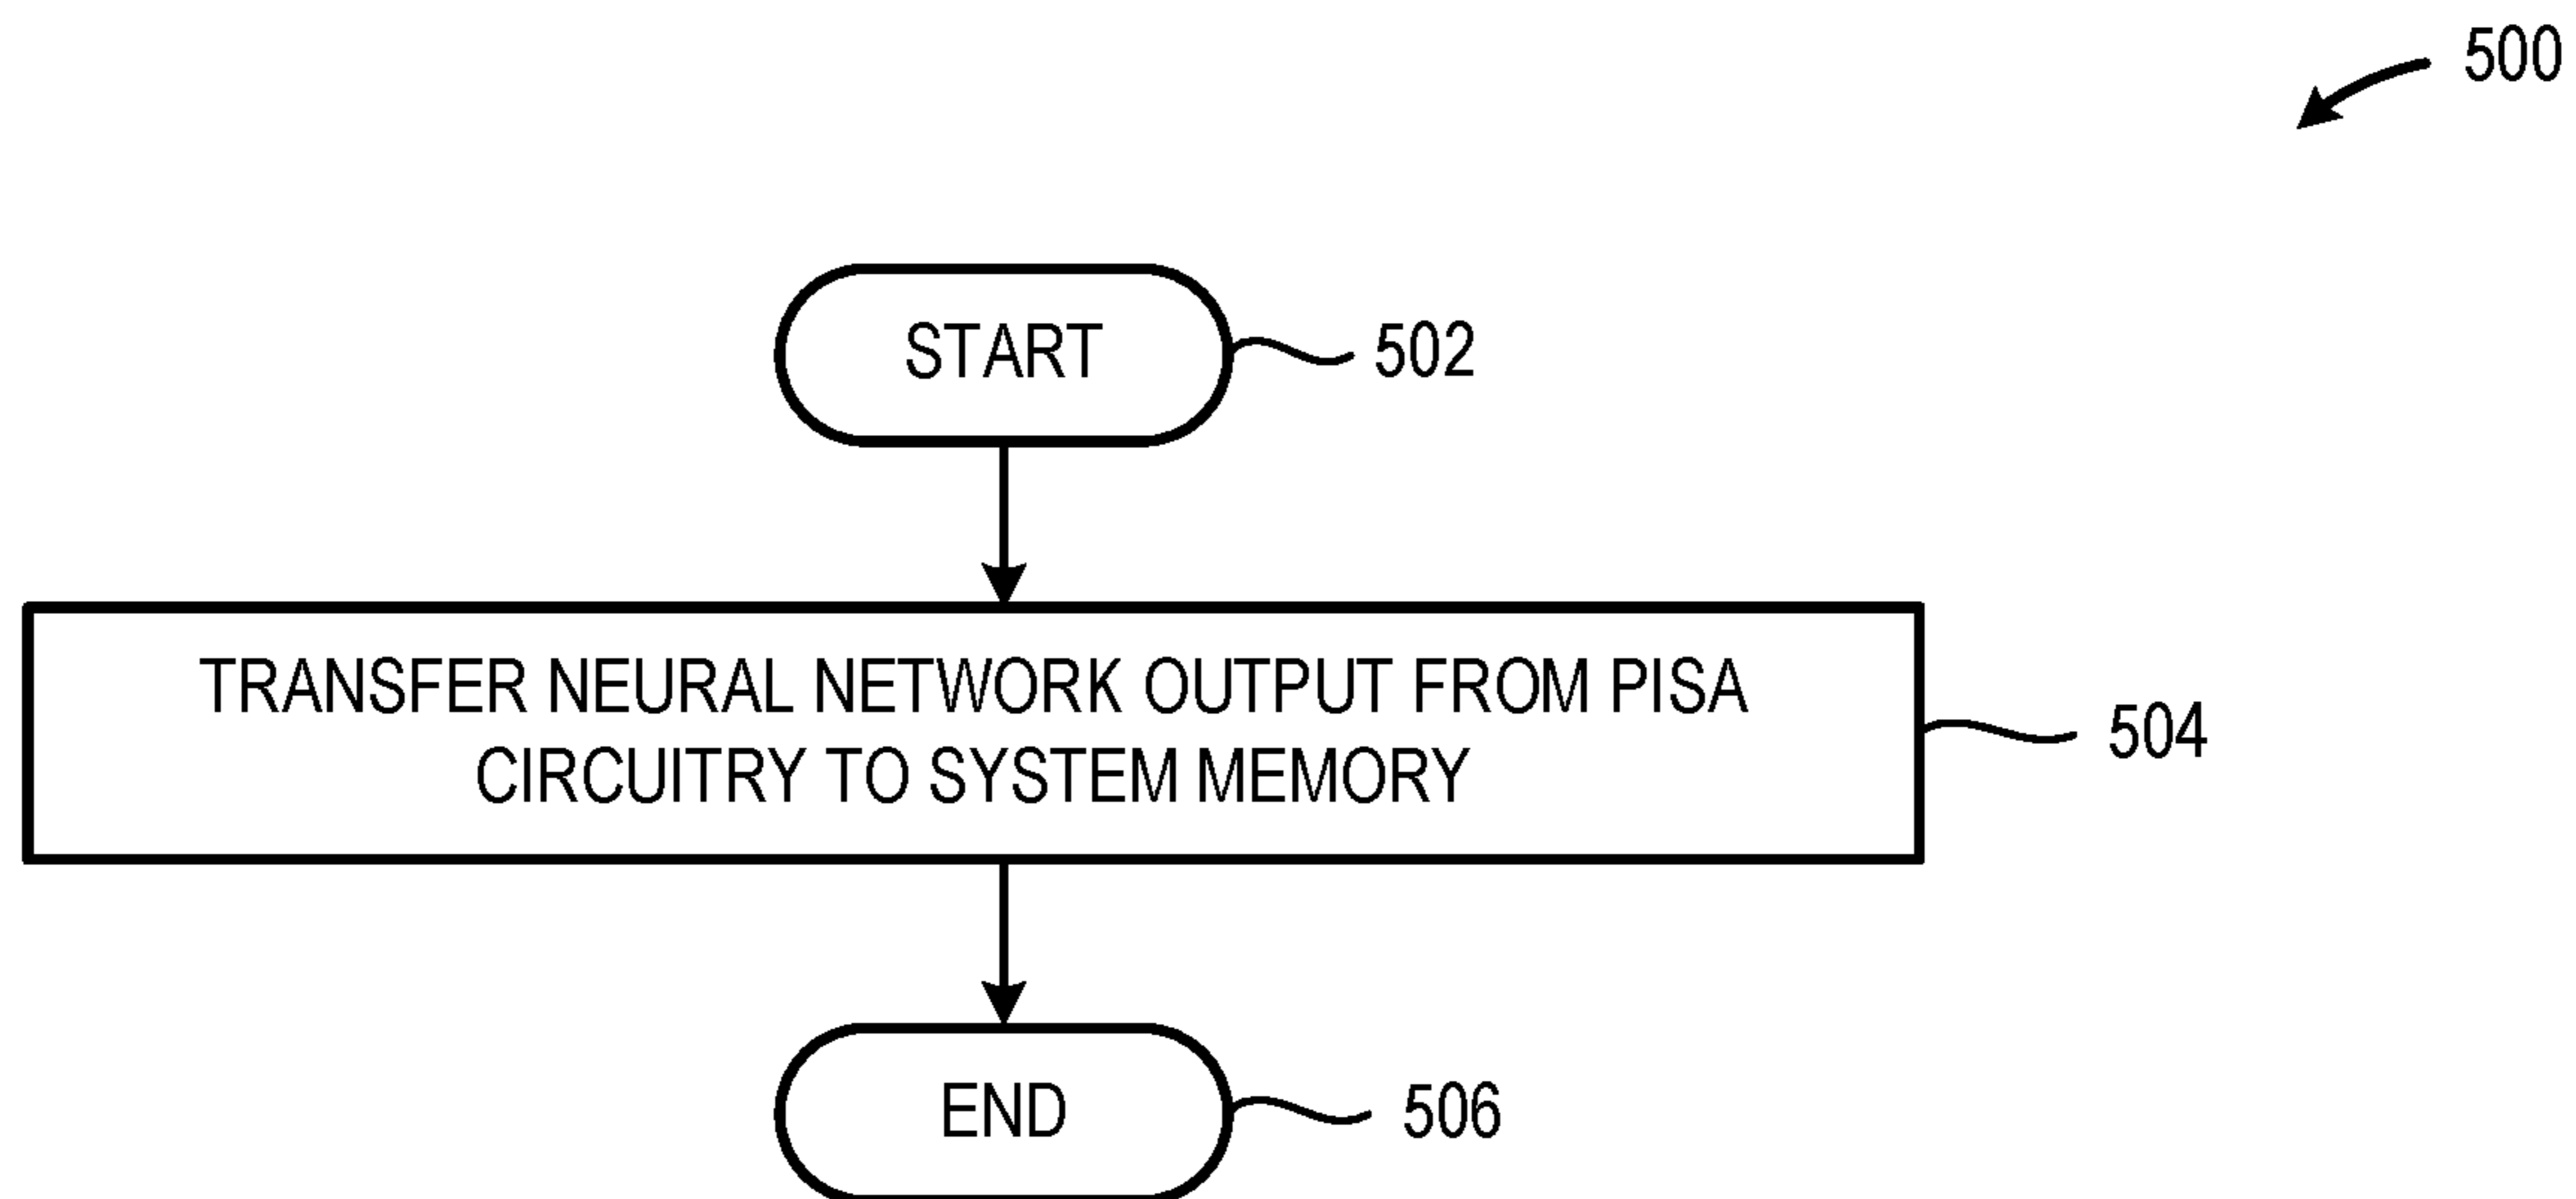 500
START
502
TRANSFER NEURAL NETWORK OUTPUT FROM PISA
CIRCUITRY TO SYSTEM MEMORY
504
END
506